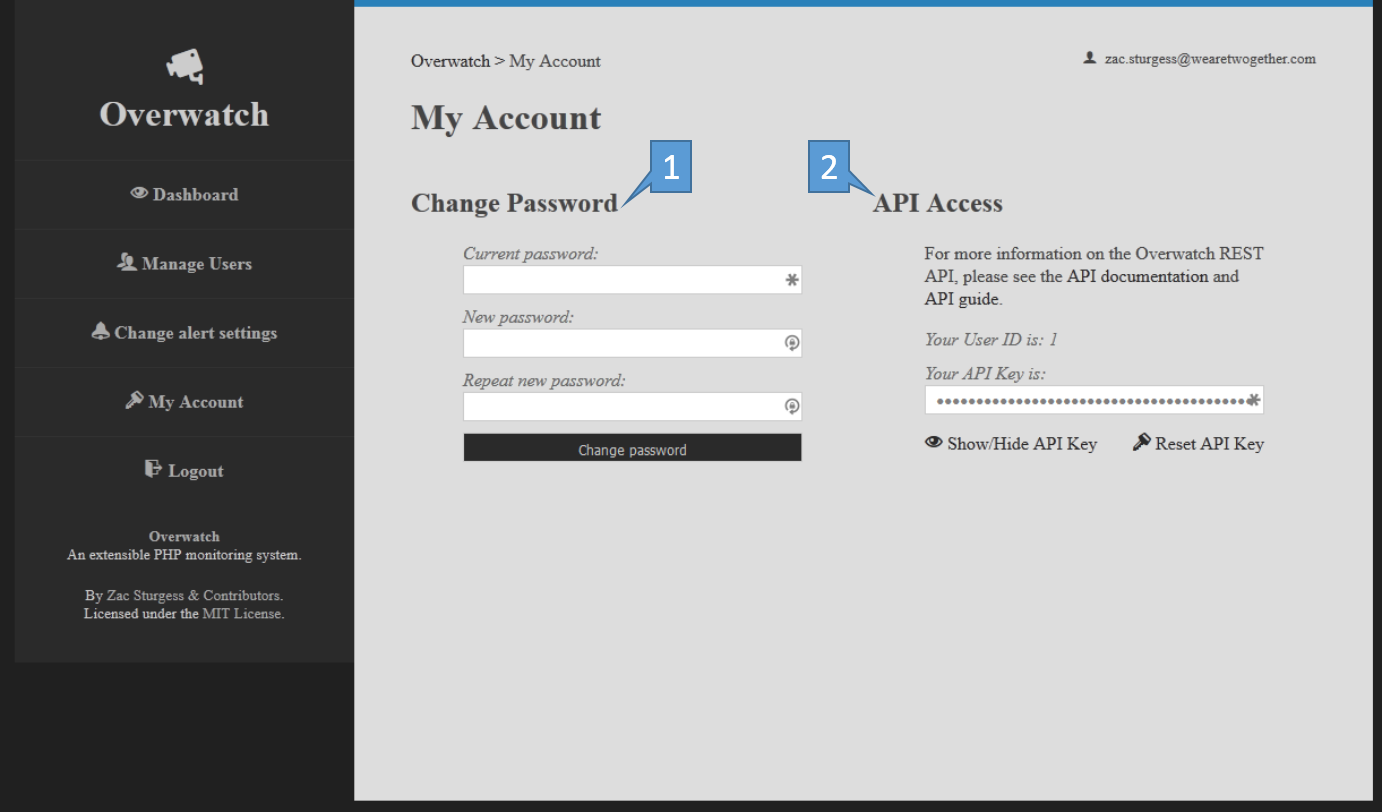 Overwatch
Dashboard
Manage Users
Change alert settings
My Account
Logout
Overwatch
An extensible PHP monitoring system.
By Zac Sturgess & Contributors.
Licensed under the MIT License.
Overwatch > My Account
zac.sturgess@wearetwogether.com
My Account
1
Change Password
Current password:
New password:
Repeat new password:
Change password
2
API Access
For more information on the Overwatch REST
API, please see the API documentation and
API guide.
Your User ID is: 1
Your API Key is:
Show/Hide API Key
Reset API Key